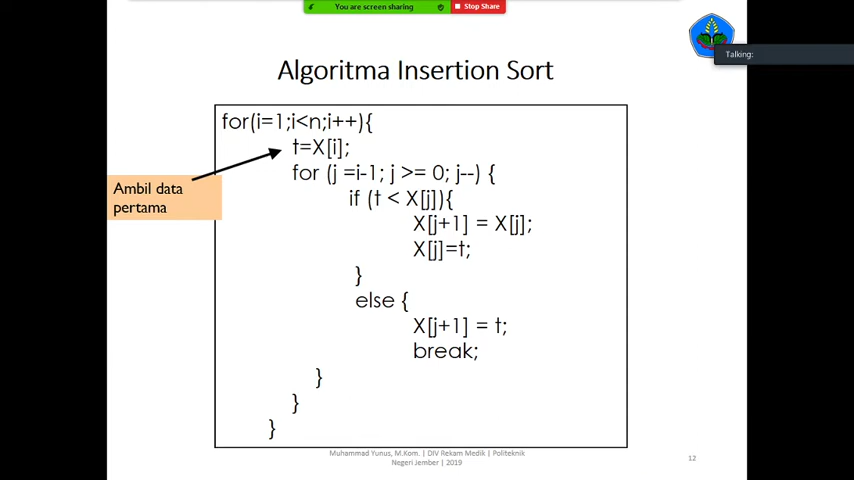 You are screen sharing
Stop Share
Talking:
Algoritma Insertion Sort
for(i=1;i<n;i++){
t=X[i];
for (j =i-1; j >= 0; j--) {
Ambil data
pertama
if (t < X[j]){
X[j+1] = X[j];
X[j]=t;
}
else {
X[j+1] = t;
break;
}
}
}
Muhammad Yunus, M.Kom. | DIV Rekam Medik | Politeknik
Negeri Jember | 2019
12